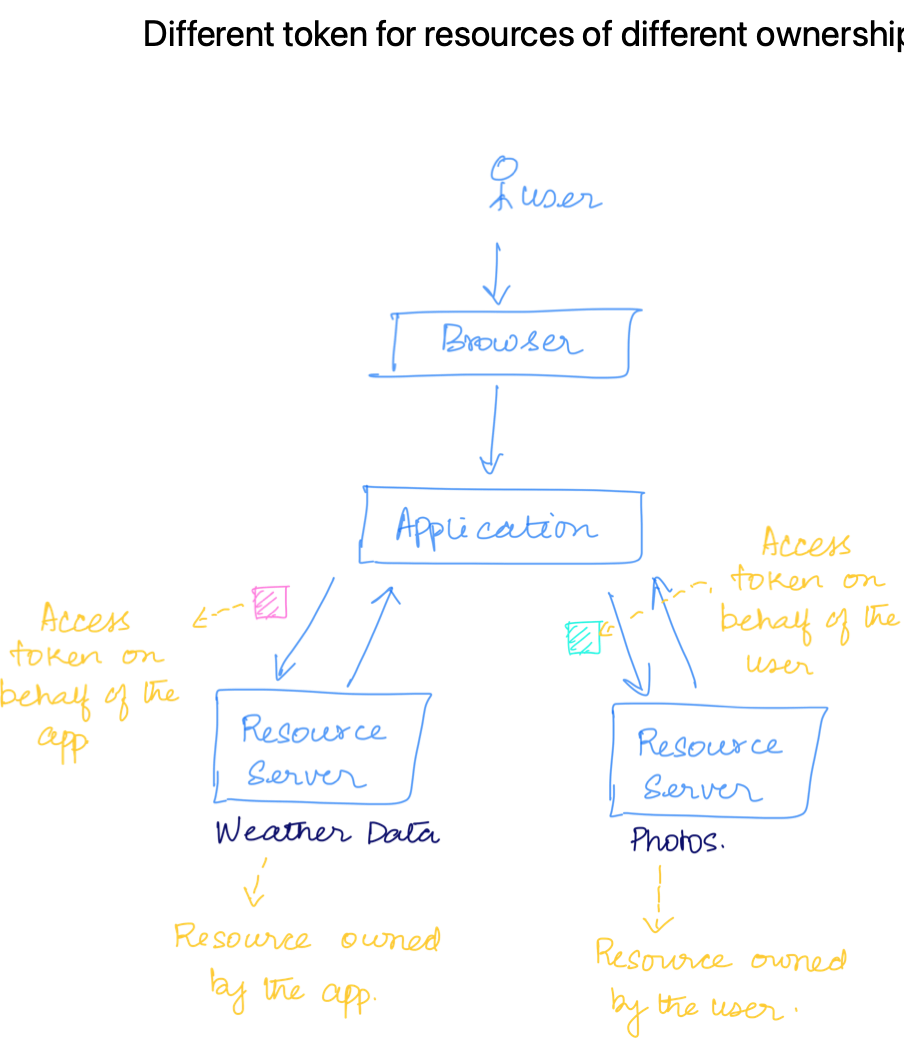 Different token for resources of different ownership
user
Browser
Application
Access
token on
behalf of the
app
Access
token on
behalf of the
user
Resource
Server
Weather Data
Resource
Server
Photos.
Resource owned
by the app.
Resource owned
by the user.